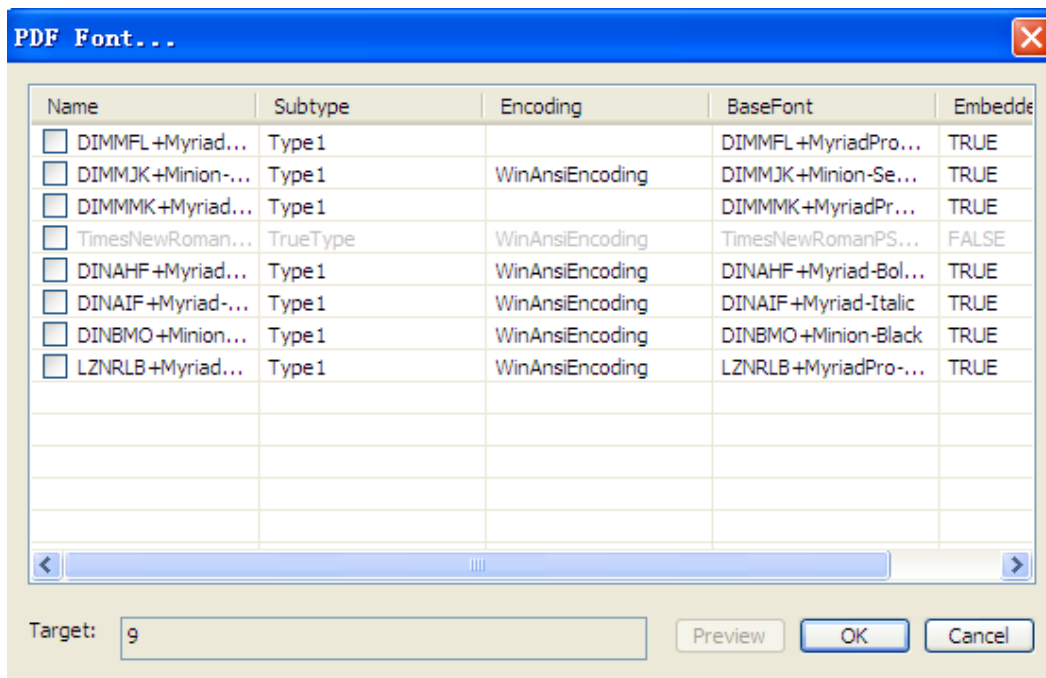 PDF Font...
Name Subtype Encoding BaseFont Embedde
DIMMFL+Myriad... Type1 DIMMFL+MyriadPro... TRUE
DIMMJK+Minion-... Type1 WinAnsiEncoding DIMMJK+Minion-Se... TRUE
DIMMMK+Myriad... Type1 DIMMMK+MyriadPr... TRUE
TimesNewRoman... TrueType WinAnsiEncoding TimesNewRomanPS... FALSE
DINAHF+Myriad... Type1 WinAnsiEncoding DINAHF+Myriad-Bol... TRUE
DINAIF+Myriad-... Type1 WinAnsiEncoding DINAIF+Myriad-Italic TRUE
DINBMO+Minion... Type1 WinAnsiEncoding DINBMO+Minion-Black TRUE
LZNRLB+Myriad... Type1 WinAnsiEncoding LZNRLB+MyriadPro-... TRUE
Target: 9 Preview OK Cancel